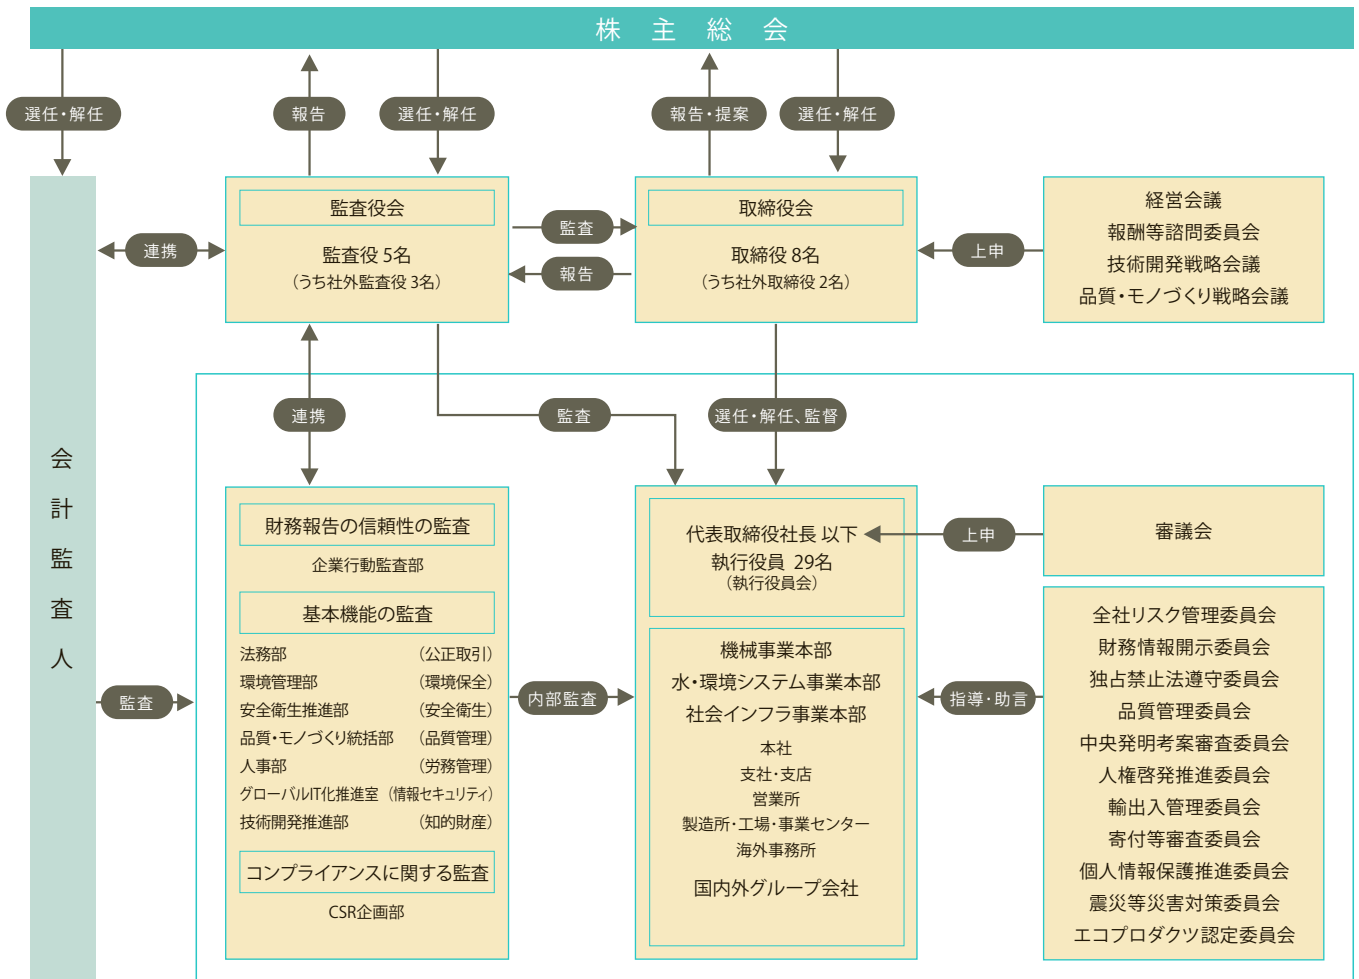 株主総会
選任・解任
報告
選任・解任
報告・提案
選任・解任
会計監査人
連携
監査役会
監査役 5名
(うち社外監査役 3名)
監査
報告
取締役会
取締役 8名
(うち社外取締役 2名)
上申
経営会議
報酬等諮問委員会
技術開発戦略会議
品質・モノづくり戦略会議
連携
監査
選任・解任、監督
財務報告の信頼性の監査
企業行動監査部
基本機能の監査
法務部 (公正取引)
環境管理部 (環境保全)
安全衛生推進部 (安全衛生)
品質・モノづくり統括部 (品質管理)
人事部 (労務管理)
グローバルIT化推進室 (情報セキュリティ)
技術開発推進部 (知的財産)
コンプライアンスに関する監査
CSR企画部
監査
内部監査
代表取締役社長 以下
執行役員 29名
(執行役員会)
機械事業本部
水・環境システム事業本部
社会インフラ事業本部
本社
支社・支店
営業所
製造所・工場・事業センター
海外事務所
国内外グループ会社
上申
審議会
指導・助言
全社リスク管理委員会
財務情報開示委員会
独占禁止法遵守委員会
品質管理委員会
中央発明考案審査委員会
人権啓発推進委員会
輸出入管理委員会
寄付等審査委員会
個人情報保護推進委員会
震災等災害対策委員会
エコプロダクツ認定委員会